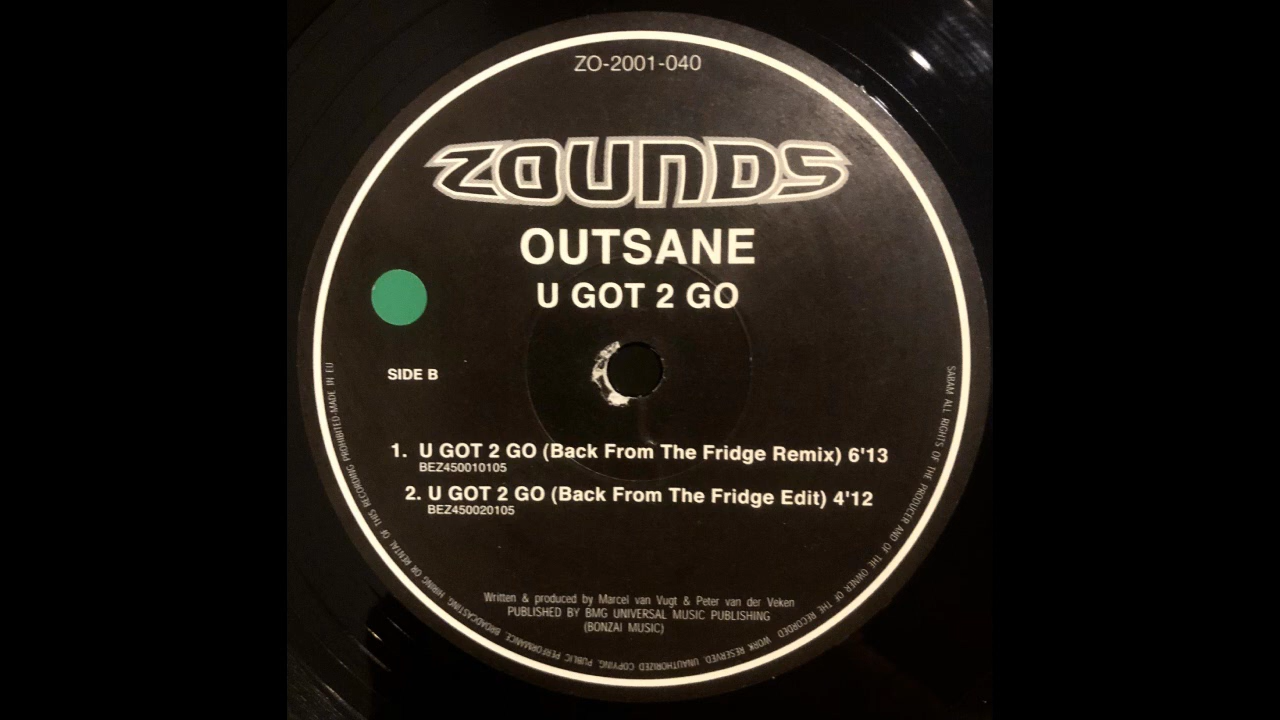 ZO-2001-040
ZOUNDS
OUTSANE
U GOT 2 GO
SIDE B
1. U GOT 2 GO (Back From The Fridge Remix) 6'13
BEZ450010105
2. U GOT 2 GO (Back From The Fridge Edit) 4'12
BEZ450020105
Written & produced by Marcel van Vugt & Peter van der Veken
PUBLISHED BY BMG UNIVERSAL MUSIC PUBLISHING
(BONZAI MUSIC)
SABAM ALL RIGHTS OF THE PRODUCER AND OF THE OWNER OF THE RECORDED WORK RESERVED. UNAUTHORIZED COPYING, PUBLIC PERFORMANCE, BROADCASTING, HIRING OR RENTAL OF THIS RECORDING PROHIBITED-MADE IN EU